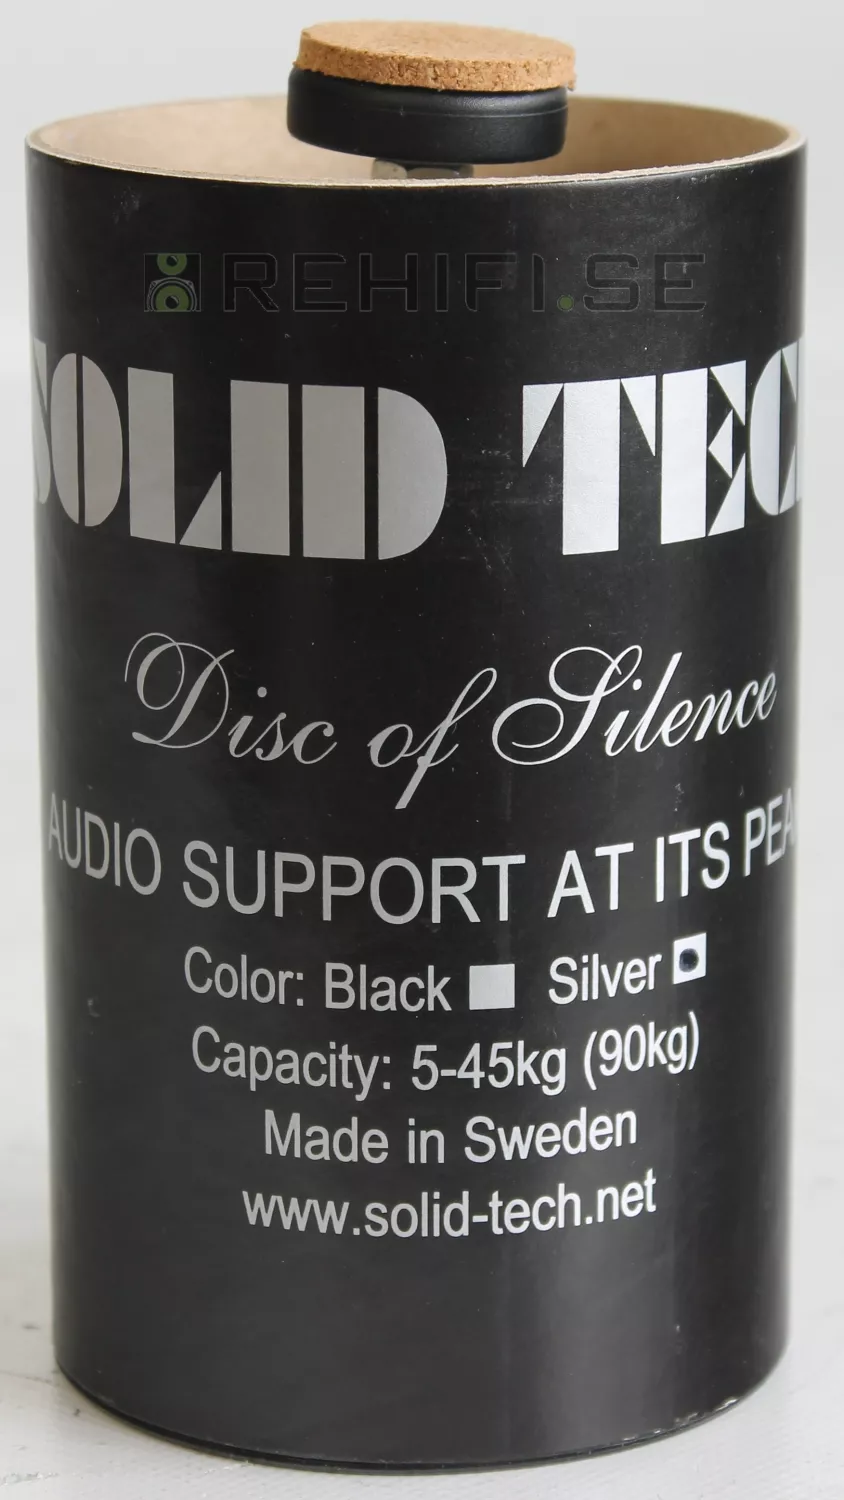 REHIFI.SE
SOLID TEC
Disc of Silence
AUDIO SUPPORT AT ITS PEA
Color: Black Silver
Capacity: 5-45kg (90kg)
Made in Sweden
www.solid-tech.net